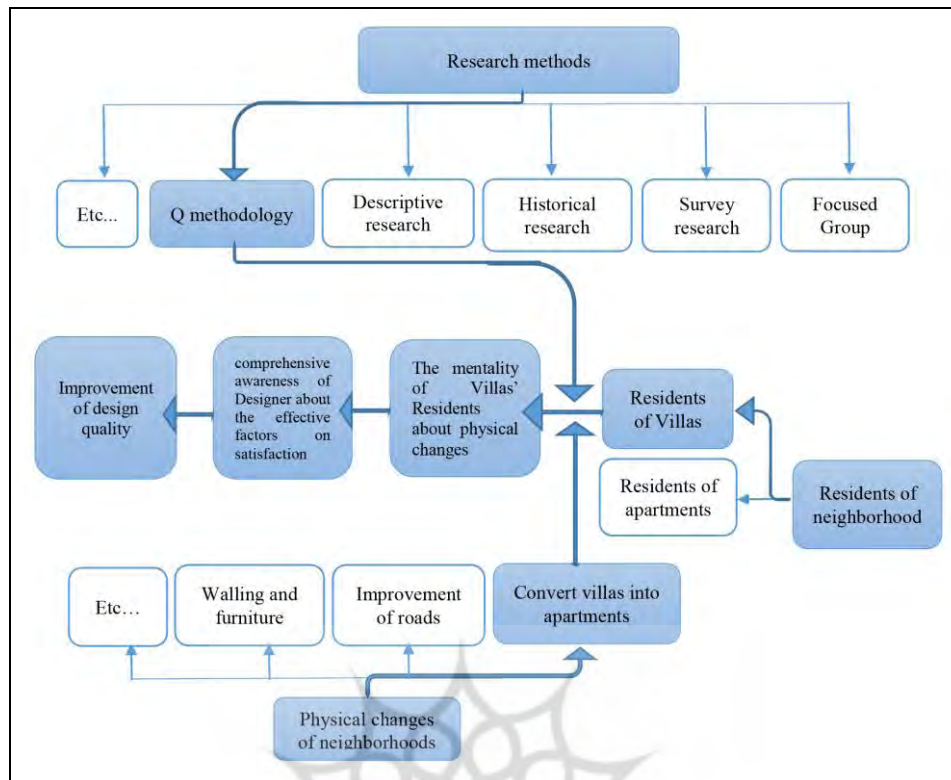 Research methods
Etc...
Q methodology
Descriptive
research
Historical
research
Survey
research
Focused
Group
Improvement
of design
quality
comprehensive
awareness of
Designer about
the effective
factors on
satisfaction
The mentality
of Villas'
Residents
about physical
changes
Residents
of Villas
Residents of
apartments
Residents of
neighborhood
Etc…
Walling and
furniture
Improvement
of roads
Convert villas into
apartments
Physical changes
of neighborhoods